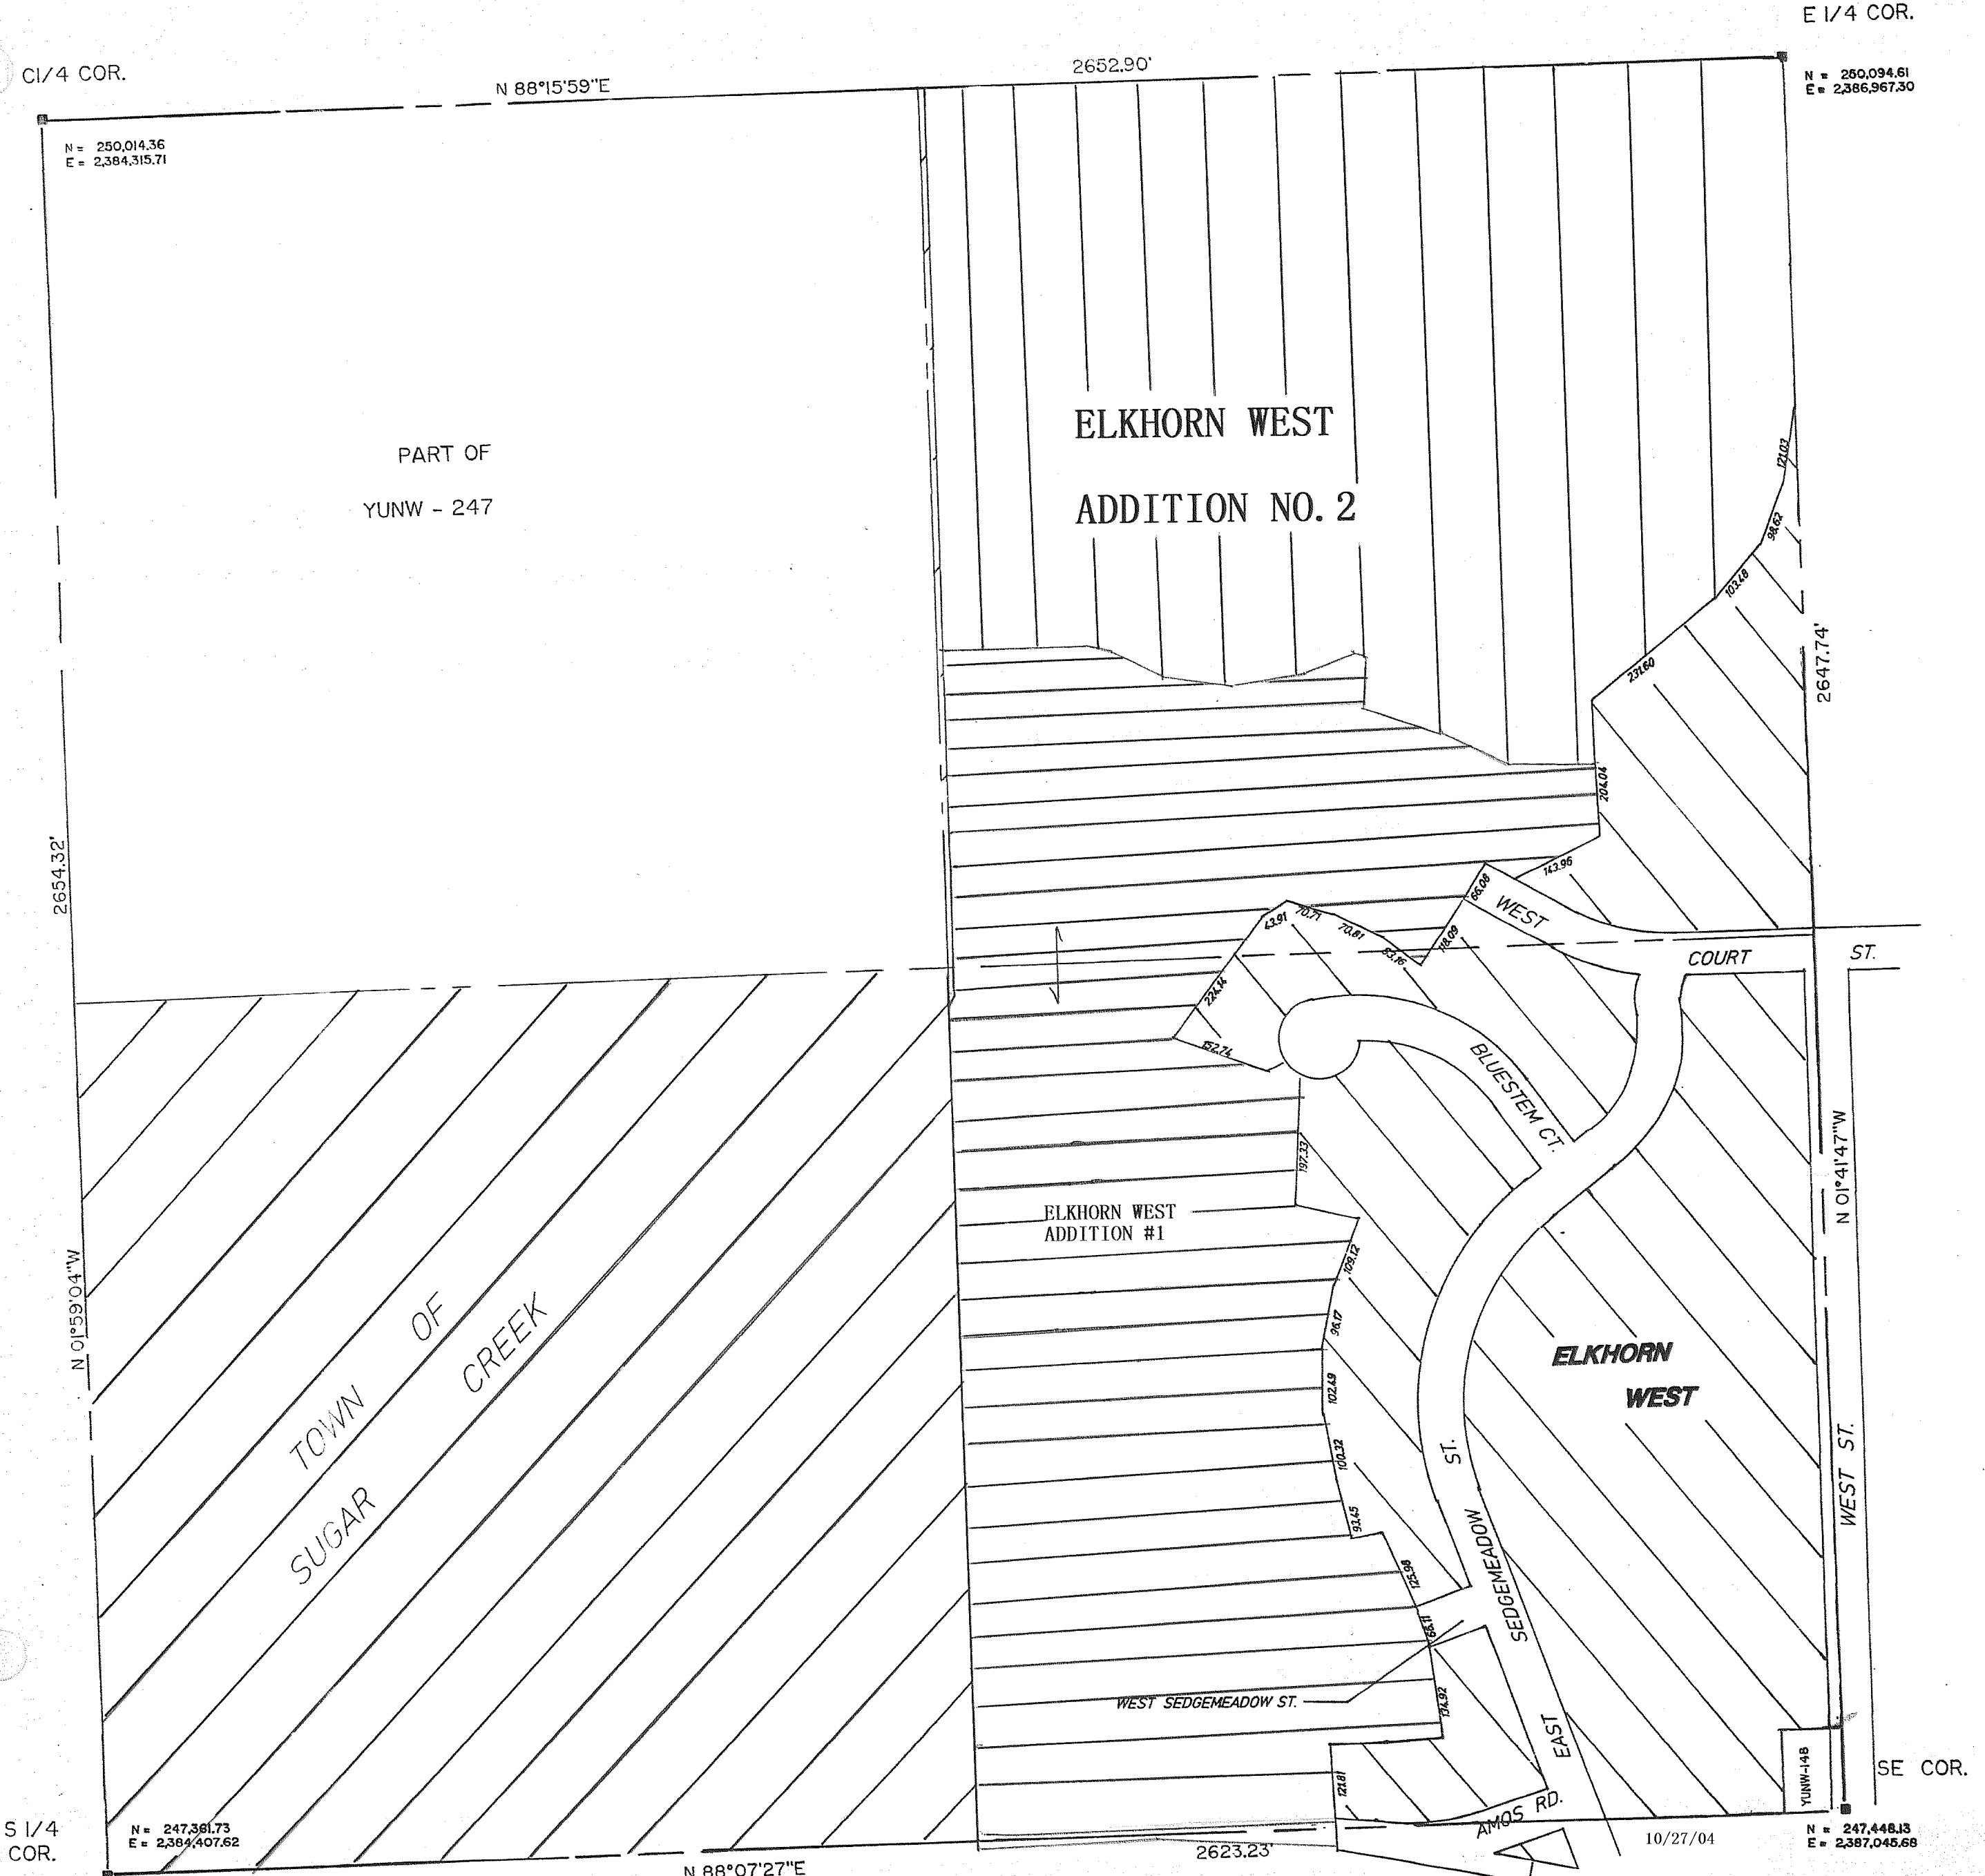 E 1/4 COR.
C1/4 COR.
2652.90'
N 88°15'59"E
N = 250,094.61
E = 2,386,967.30
N = 250,014.36
E = 2,384,315.71
ELKHORN WEST
ADDITION NO. 2
PART OF
YUNW - 247
121.03
98.62
103.48
231.60
2647.74'
204.04
143.96
66.08
WEST
118.09
43.91
70.71
70.81
83.16
COURT
ST.
2654.32'
224.14
152.74
BLUESTEM CT.
197.33
N 01°41'47"W
ELKHORN WEST
ADDITION #1
109.12
96.17
102.49
100.32
93.45
125.98
66.11
134.92
121.81
N 01°59'04"W
TOWN OF
SUGAR CREEK
ELKHORN
WEST
ST.
SEDGEMEADOW
EAST
WEST ST.
WEST SEDGEMEADOW ST.
YUNW-148
SE COR.
AMOS RD.
S 1/4
COR.
N = 247,361.73
E = 2,384,407.62
2623.23'
N 88°07'27"E
10/27/04
N = 247,448.13
E = 2,387,045.68